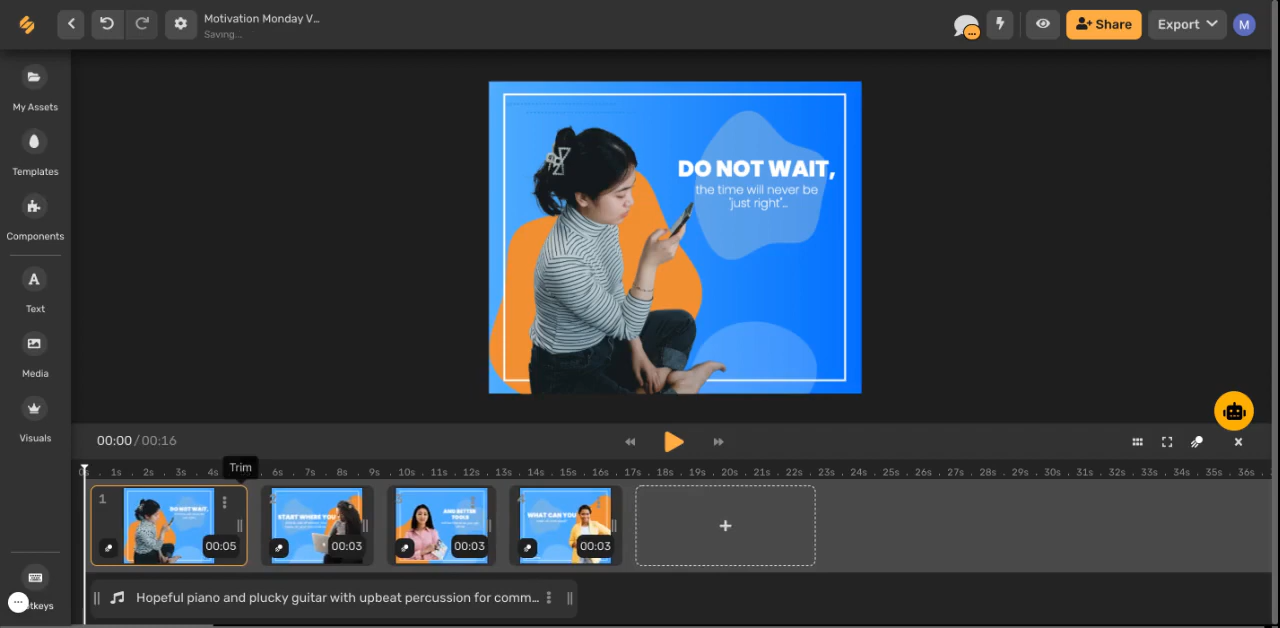 Motivation Monday V...
Saving...
Share
Export
M
My Assets
Templates
Components
Text
Media
Visuals
DO NOT WAIT,
the time will never be
'just right'...
00:00 / 00:16
Trim
1s 2s 3s 4s 6s 7s 8s 9s 10s 11s 12s 13s 14s 15s 16s 17s 18s 19s 20s 21s 22s 23s 24s 25s 26s 27s 28s 29s 30s 31s 32s 33s 34s 35s 36s
1
DO NOT WAIT,
00:05
START WHERE YOU
00:03
AND BETTER
TOOLS
00:03
WHAT CAN YOU
00:03
Hopeful piano and plucky guitar with upbeat percussion for comm...